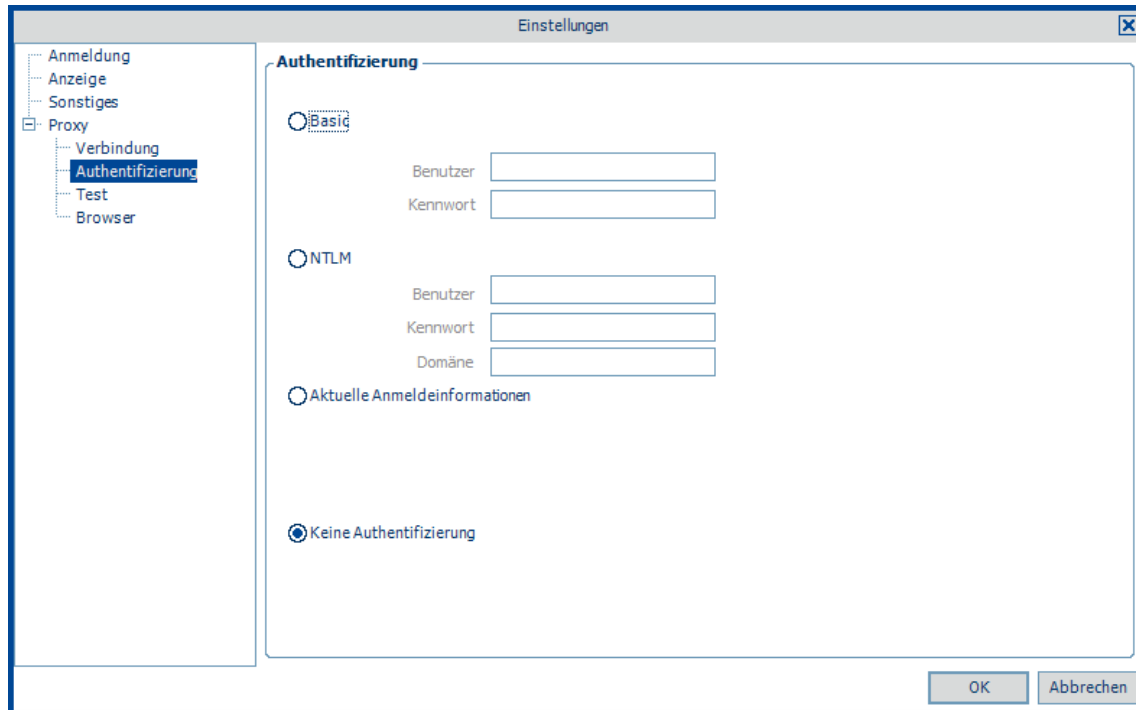 Einstellungen
Anmeldung
Anzeige
Sonstiges
Proxy
Verbindung
Authentifizierung
Test
Browser
Authentifizierung
Basic
Benutzer
Kennwort
NTLM
Benutzer
Kennwort
Domäne
Aktuelle Anmeldeinformationen
Keine Authentifizierung
OK
Abbrechen